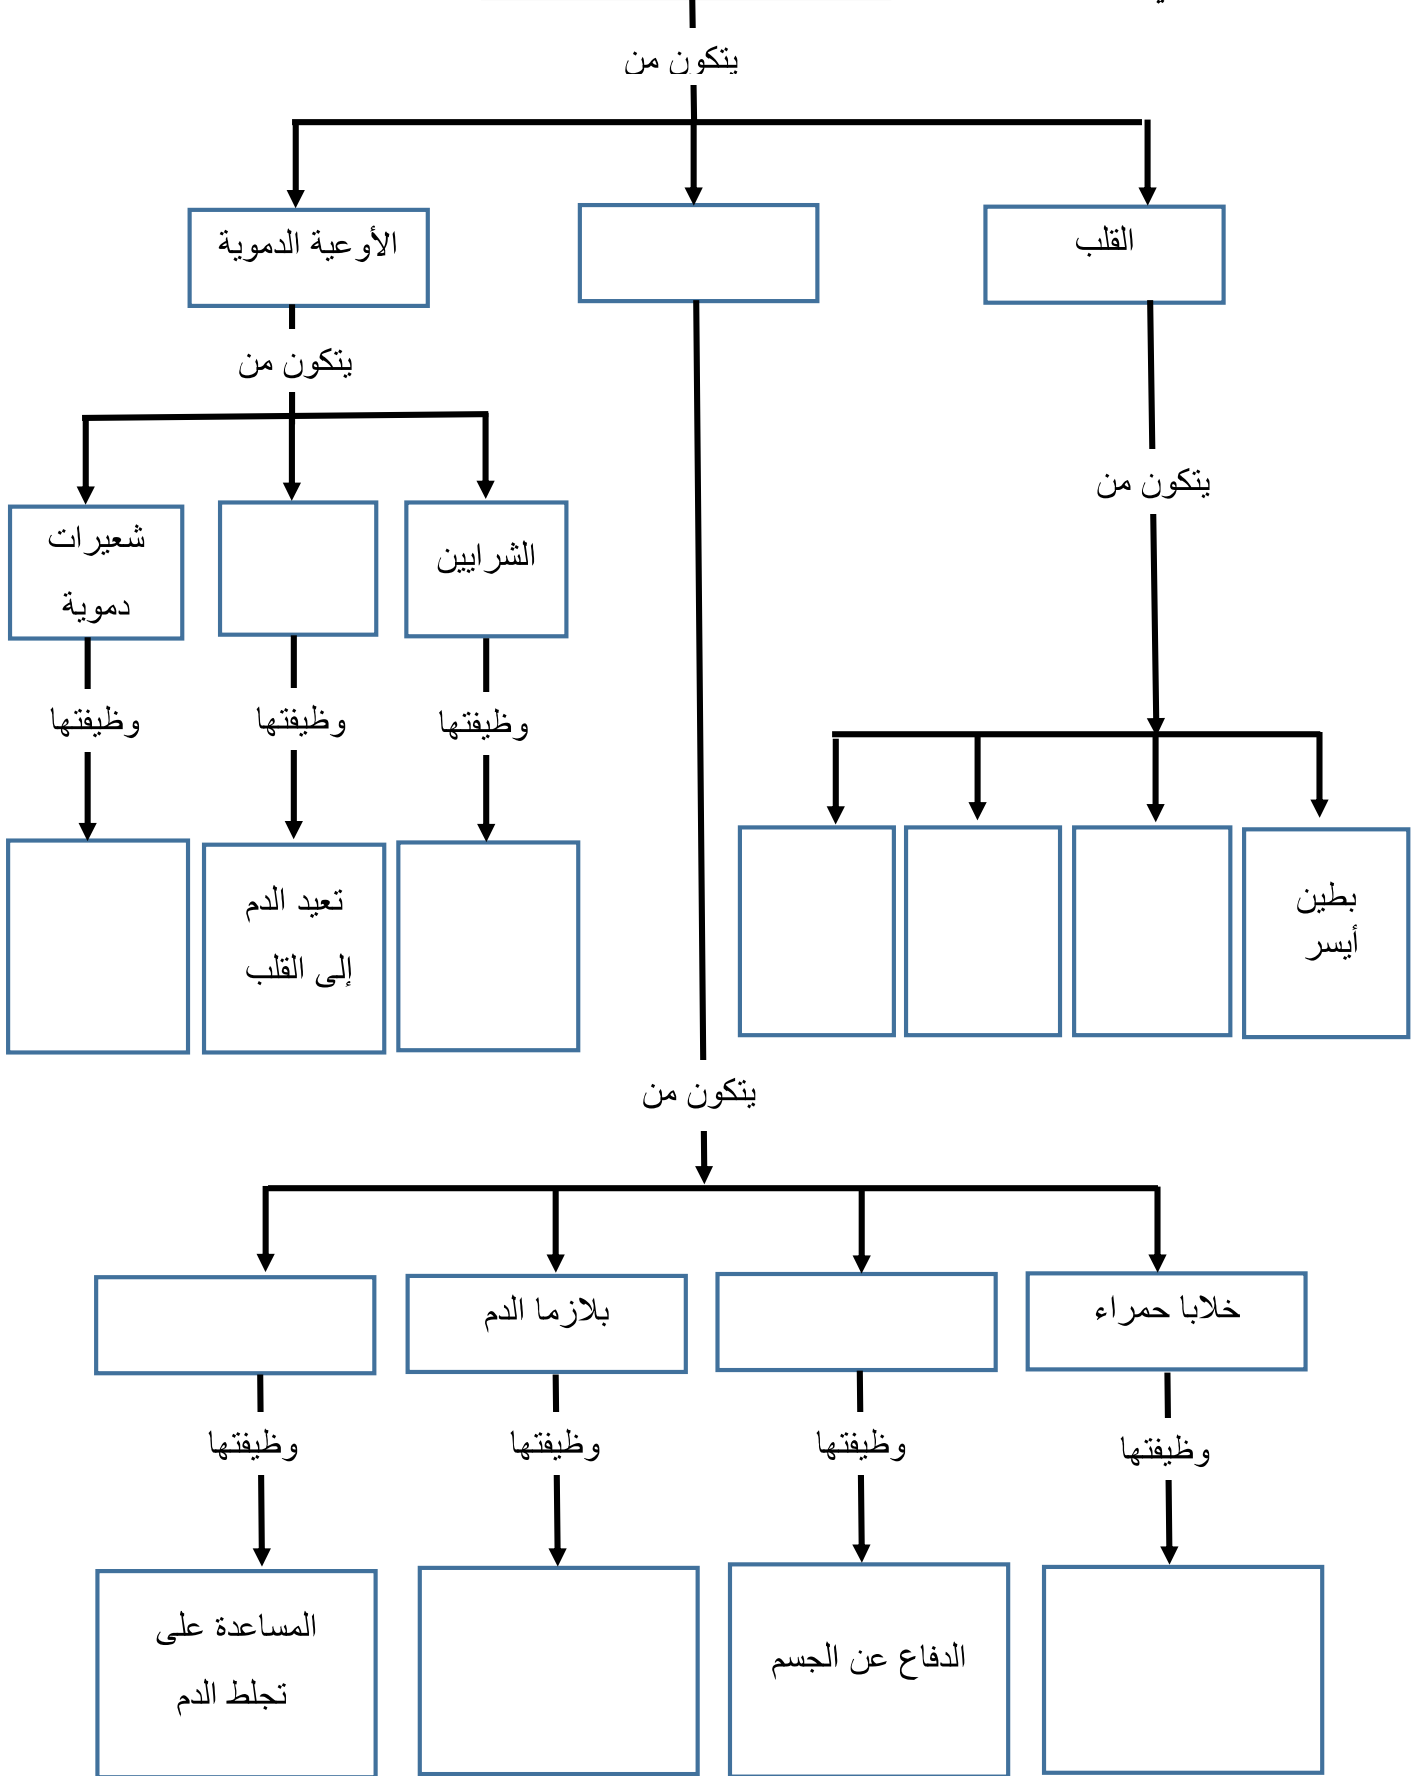 يتكون من
القلب
الأوعية الدموية
يتكون من
يتكون من
الشرايين
شعيرات
دموية
وظيفتها
وظيفتها
وظيفتها
بطين
أيسر
تعيد الدم
إلى القلب
يتكون من
خلابا حمراء
بلازما الدم
وظيفتها
وظيفتها
وظيفتها
وظيفتها
الدفاع عن الجسم
المساعدة على
تجلط الدم